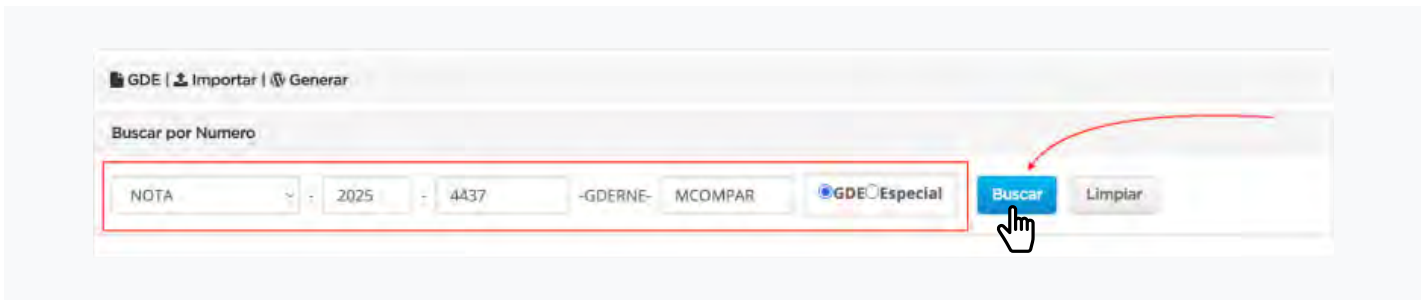 GDE | Importar | Generar
Buscar por Numero
NOTA - 2025 - 4437 -GDERNE- MCOMPAR GDE Especial Buscar Limpiar